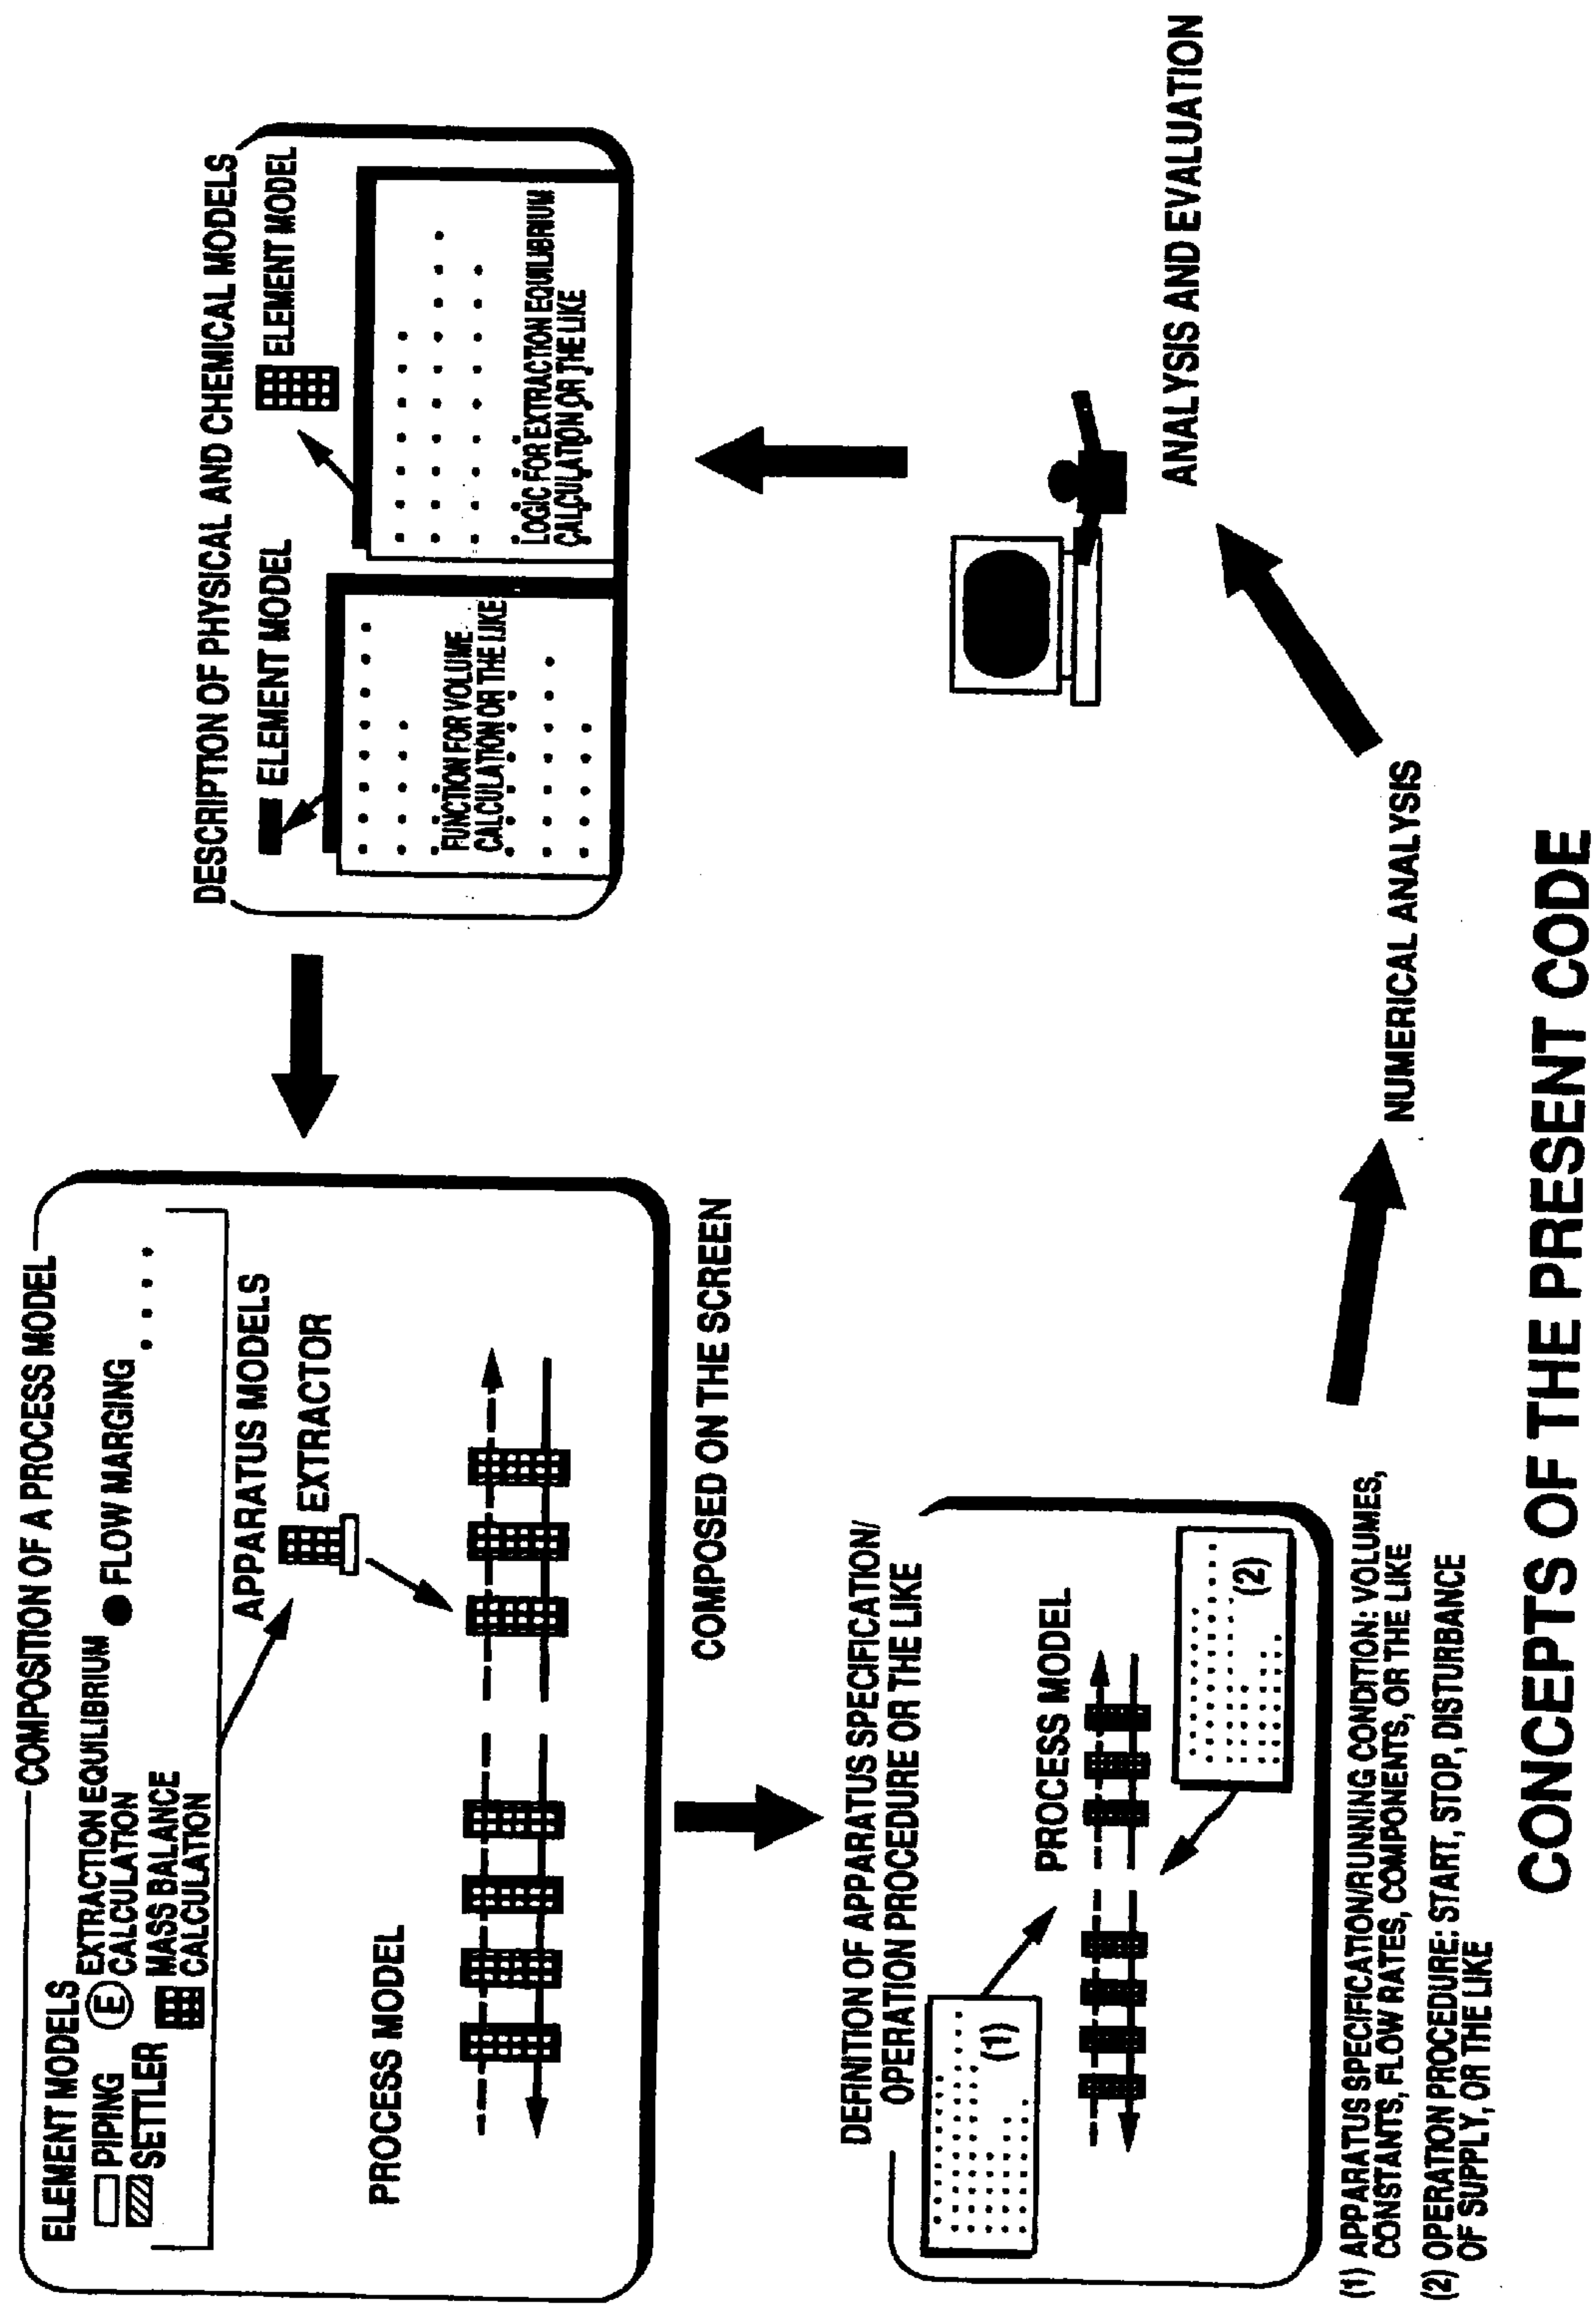 COMPOSITION OF A PROCESS MODEL
ELEMENT MODELS
PIPING
SETTLER
E
EXTRACTION EQUILIBRIUM
CALCULATION
MASS BALANCE
CALCULATION
FLOW MARGING
APPARATUS MODELS
EXTRACTOR
PROCESS MODEL
COMPOSED ON THE SCREEN
DESCRIPTION OF PHYSICAL AND CHEMICAL MODELS
ELEMENT MODEL
FUNCTION FOR VOLUME
CALCULATION OR THE LIKE
ELEMENT MODEL
LOGIC FOR EXTRACTION EQUILIBRIUM
CALCULATION OR THE LIKE
DEFINITION OF APPARATUS SPECIFICATION/
OPERATION PROCEDURE OR THE LIKE
(1)
PROCESS MODEL
(2)
(1) APPARATUS SPECIFICATION/RUNNING CONDITION: VOLUMES,
CONSTANTS, FLOW RATES, COMPONENTS, OR THE LIKE
(2) OPERATION PROCEDURE: START, STOP, DISTURBANCE
OF SUPPLY, OR THE LIKE
NUMERICAL ANALYSIS
ANALYSIS AND EVALUATION
CONCEPTS OF THE PRESENT CODE